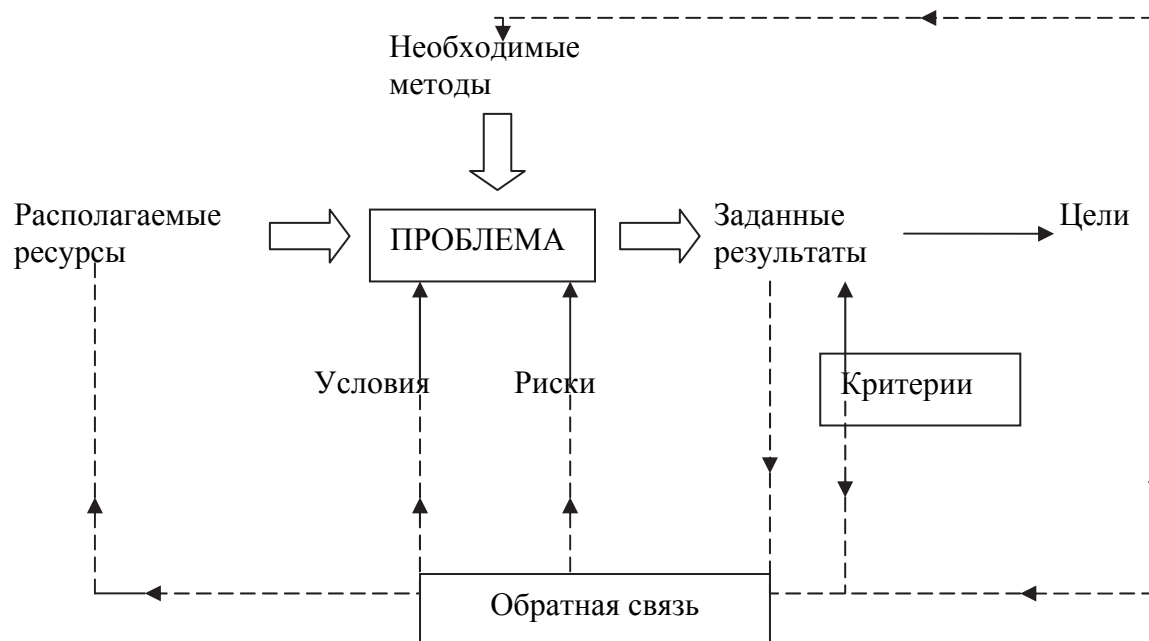 Необходимые
методы
Располагаемые
ресурсы
ПРОБЛЕМА
Заданные
результаты
Цели
Условия
Риски
Критерии
Обратная связь